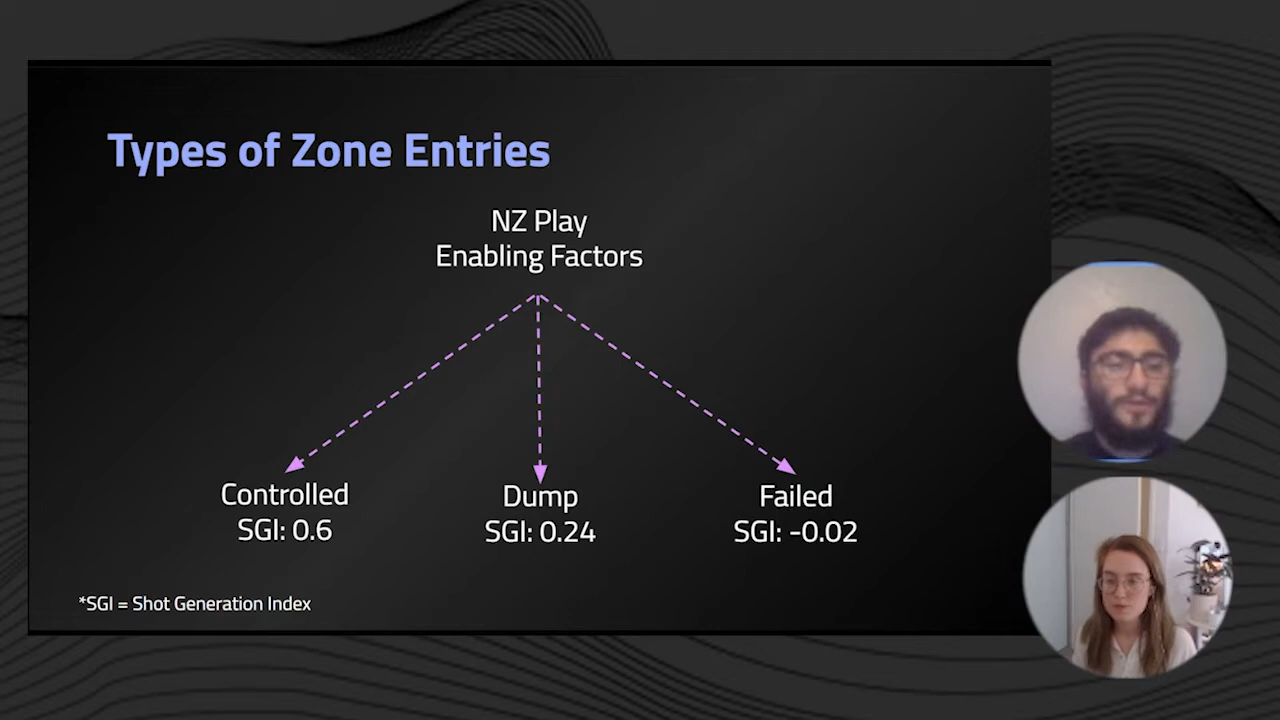 Types of Zone Entries
NZ Play
Enabling Factors
Controlled
SGI: 0.6
Dump
SGI: 0.24
Failed
SGI: -0.02
*SGI = Shot Generation Index